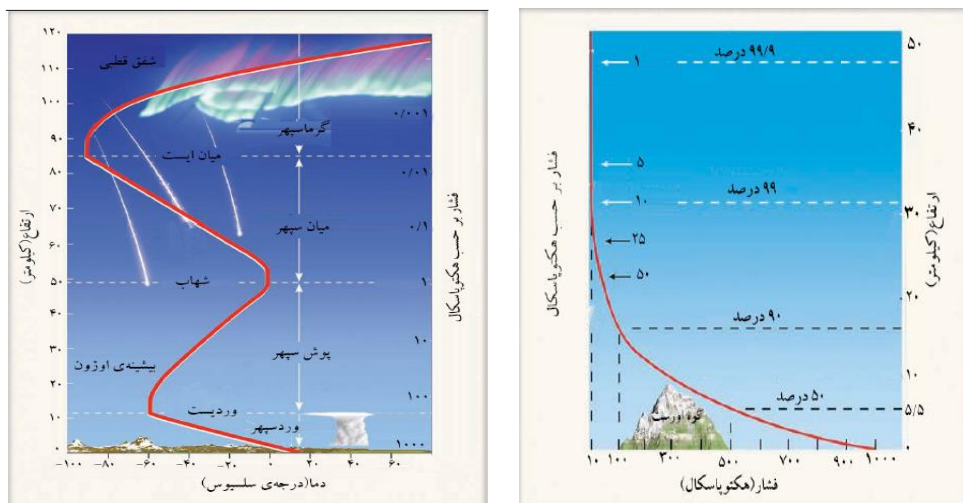 ۱۲۰
۱۱۰
۱۰۰
۹۰
۸۰
۷۰
۶۰
۵۰
۴۰
۳۰
۲۰
۱۰
۰
ارتفاع(کیلومتر)
شفق قطبی
گرماسپهر
میان ایست
میان سپهر
شهاب
پوش سپهر
بیشینه‌ی اوزون
وردیست
وردسپهر
۰/۰۰۱
۰/۰۱
۰/۱
۱
۱۰
۱۰۰
۱۰۰۰
فشار بر حسب هکتوپاسکال
-۱۰۰ -۸۰ -۶۰ -۴۰ -۲۰ ۰ ۲۰ ۴۰ ۶۰
دما(درجه‌ی سلسیوس)
۵۰
۴۰
۳۰
۲۰
۱۰
۵/۵
۰
ارتفاع(کیلومتر)
۹۹/۹ درصد
۹۹ درصد
۹۰ درصد
۵۰ درصد
۱
۵
۱۰
۲۵
۵۰
کوه اورست
فشار بر حسب هکتوپاسکال
۱۰ ۱۰۰ ۳۰۰ ۵۰۰ ۷۰۰ ۹۰۰ ۱۰۰۰
فشار(هکتوپاسکال)